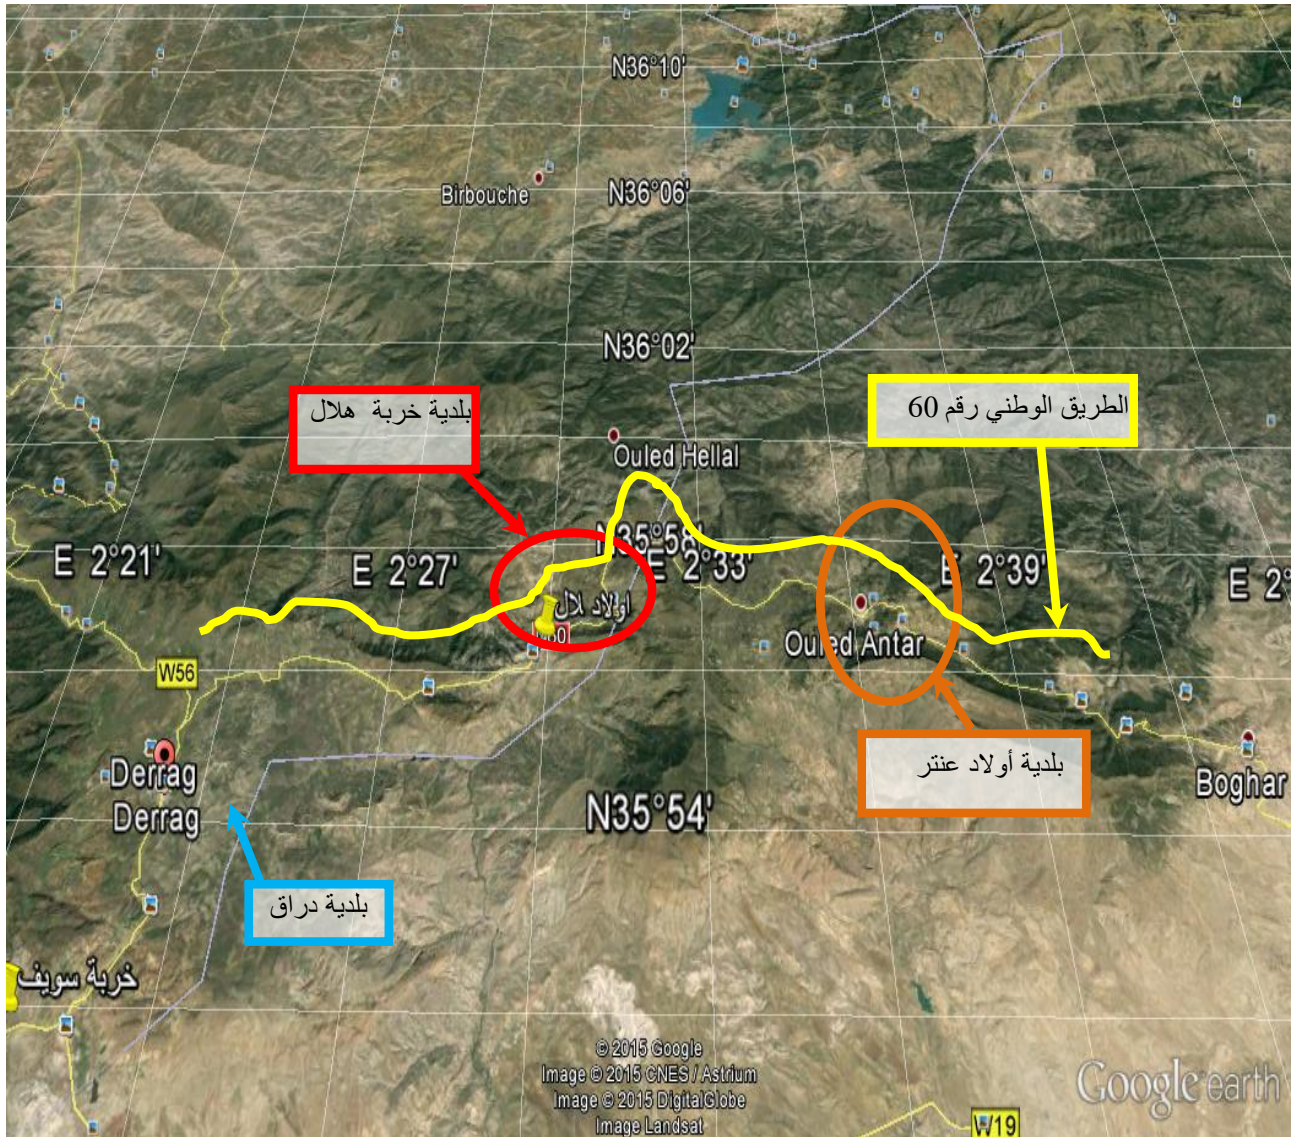 N36°10'
Birbouche
N36°06'
N36°02'
بلدية خربة هلال
الطريق الوطني رقم 60
Ouled Hellal
N35°58'
E 2°21'
E 2°27'
E 2°33'
E 2°39'
E 2°
اولاد لال
Ouled Antar
W56
بلدية أولاد عنتر
Derrag
Derrag
Boghar
N35°54'
بلدية دراق
خربة سويف
© 2015 Google
Image © 2015 CNES / Astrium
Image © 2015 DigitalGlobe
Image Landsat
Google earth
W19